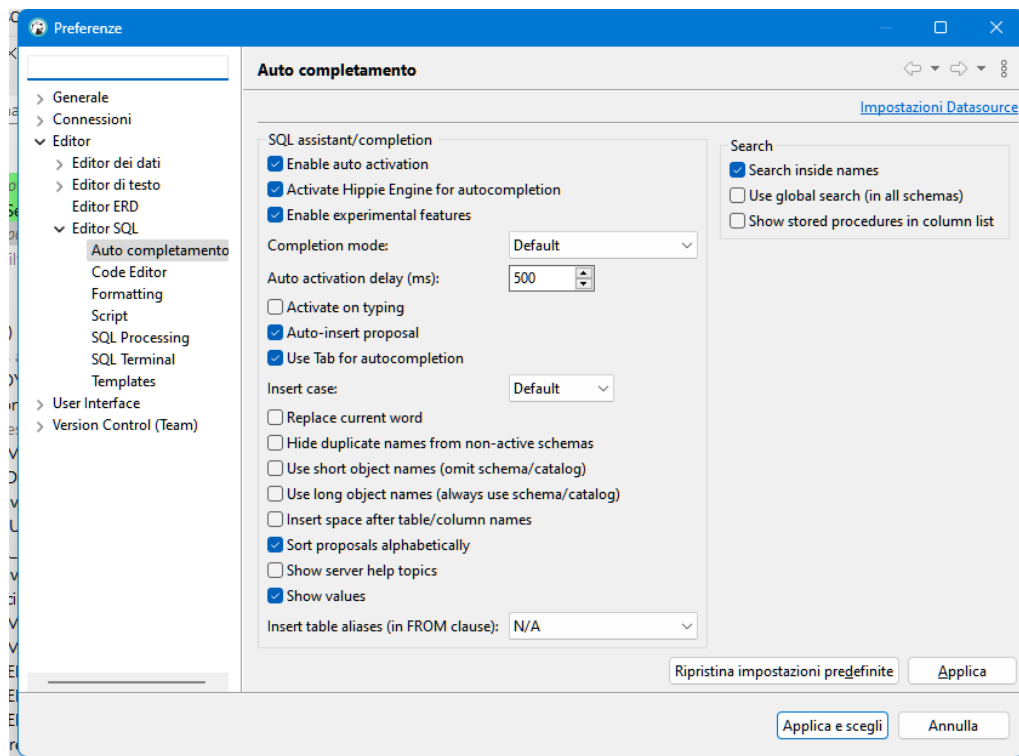 Preferenze
Auto completamento
Impostazioni Datasource
Generale
Connessioni
Editor
Editor dei dati
Editor di testo
Editor ERD
Editor SQL
Auto completamento
Code Editor
Formatting
Script
SQL Processing
SQL Terminal
Templates
User Interface
Version Control (Team)
SQL assistant/completion
Enable auto activation
Activate Hippie Engine for autocompletion
Enable experimental features
Completion mode: Default
Auto activation delay (ms): 500
Activate on typing
Auto-insert proposal
Use Tab for autocompletion
Insert case: Default
Replace current word
Hide duplicate names from non-active schemas
Use short object names (omit schema/catalog)
Use long object names (always use schema/catalog)
Insert space after table/column names
Sort proposals alphabetically
Show server help topics
Show values
Insert table aliases (in FROM clause): N/A
Search
Search inside names
Use global search (in all schemas)
Show stored procedures in column list
Ripristina impostazioni predefinite
Applica
Applica e scegli
Annulla